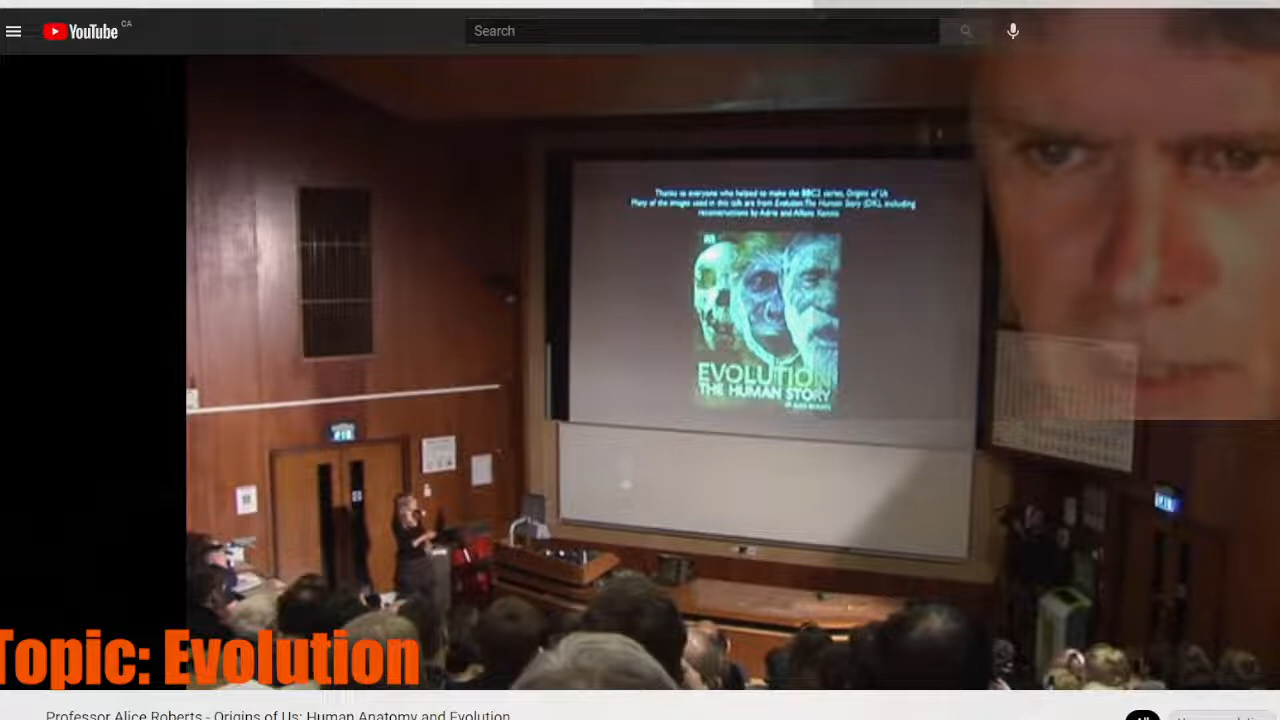 YouTube CA
Search
Thanks to everyone who helped to make the BBC2 series, Origins of Us
Many of the images used in this talk are from Evolution: The Human Story (DK), including
reconstructions by Adrie and Alfons Kennis
EVOLUTION
THE HUMAN STORY
Topic: Evolution
Professor Alice Roberts - Origins of Us: Human Anatomy and Evolution
All